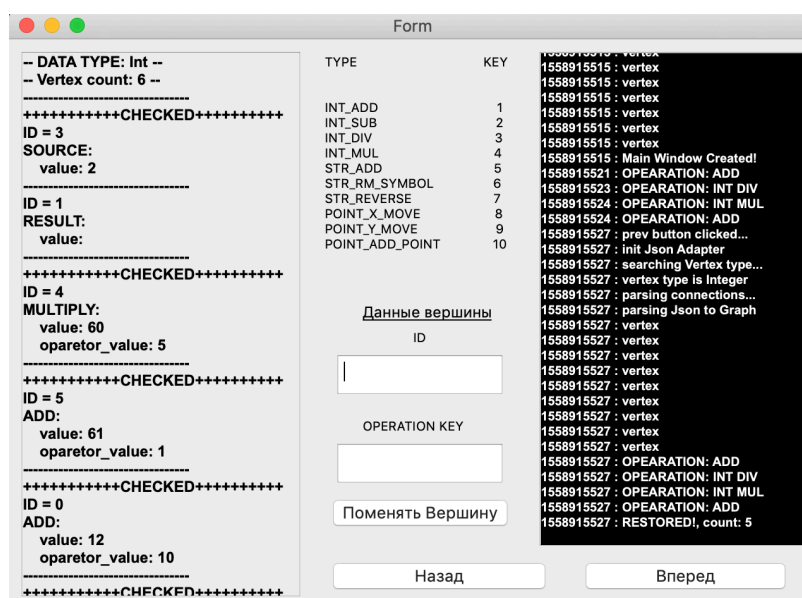 Form
-- DATA TYPE: Int --
-- Vertex count: 6 --
----------------------------------
+++++++++++CHECKED++++++++++
ID = 3
SOURCE:
value: 2
----------------------------------
ID = 1
RESULT:
value:
----------------------------------
+++++++++++CHECKED++++++++++
ID = 4
MULTIPLY:
value: 60
oparetor_value: 5
----------------------------------
+++++++++++CHECKED++++++++++
ID = 5
ADD:
value: 61
oparetor_value: 1
----------------------------------
+++++++++++CHECKED++++++++++
ID = 0
ADD:
value: 12
oparetor_value: 10
----------------------------------
+++++++++++CHECKED++++++++++
TYPE KEY
INT_ADD 1
INT_SUB 2
INT_DIV 3
INT_MUL 4
STR_ADD 5
STR_RM_SYMBOL 6
STR_REVERSE 7
POINT_X_MOVE 8
POINT_Y_MOVE 9
POINT_ADD_POINT 10
Данные вершины
ID
OPERATION KEY
Поменять Вершину
Назад
1558915515 : vertex
1558915515 : vertex
1558915515 : vertex
1558915515 : vertex
1558915515 : vertex
1558915515 : vertex
1558915515 : vertex
1558915515 : Main Window Created!
1558915521 : OPEARATION: ADD
1558915523 : OPEARATION: INT DIV
1558915524 : OPEARATION: INT MUL
1558915524 : OPEARATION: ADD
1558915527 : prev button clicked...
1558915527 : init Json Adapter
1558915527 : searching Vertex type...
1558915527 : vertex type is Integer
1558915527 : parsing connections...
1558915527 : parsing Json to Graph
1558915527 : vertex
1558915527 : vertex
1558915527 : vertex
1558915527 : vertex
1558915527 : vertex
1558915527 : vertex
1558915527 : vertex
1558915527 : vertex
1558915527 : vertex
1558915527 : OPEARATION: ADD
1558915527 : OPEARATION: INT DIV
1558915527 : OPEARATION: INT MUL
1558915527 : OPEARATION: ADD
1558915527 : RESTORED!, count: 5
Вперед